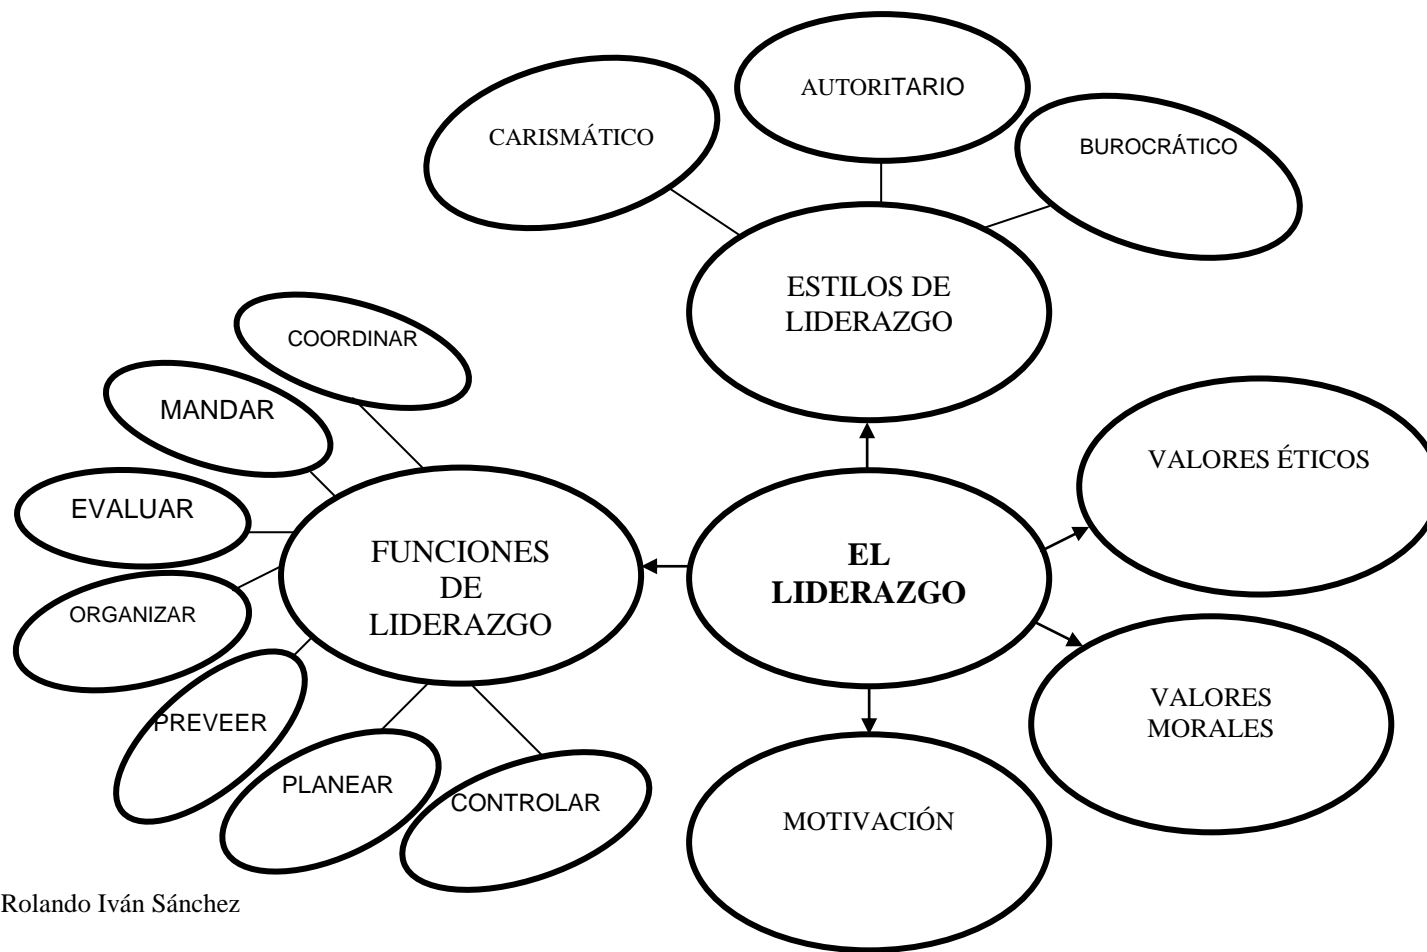 AUTORITARIO
CARISMÁTICO
BUROCRÁTICO
ESTILOS DE
LIDERAZGO
COORDINAR
MANDAR
EVALUAR
ORGANIZAR
PREVEER
PLANEAR
CONTROLAR
FUNCIONES
DE
LIDERAZGO
EL
LIDERAZGO
VALORES ÉTICOS
VALORES
MORALES
MOTIVACIÓN
Rolando Iván Sánchez